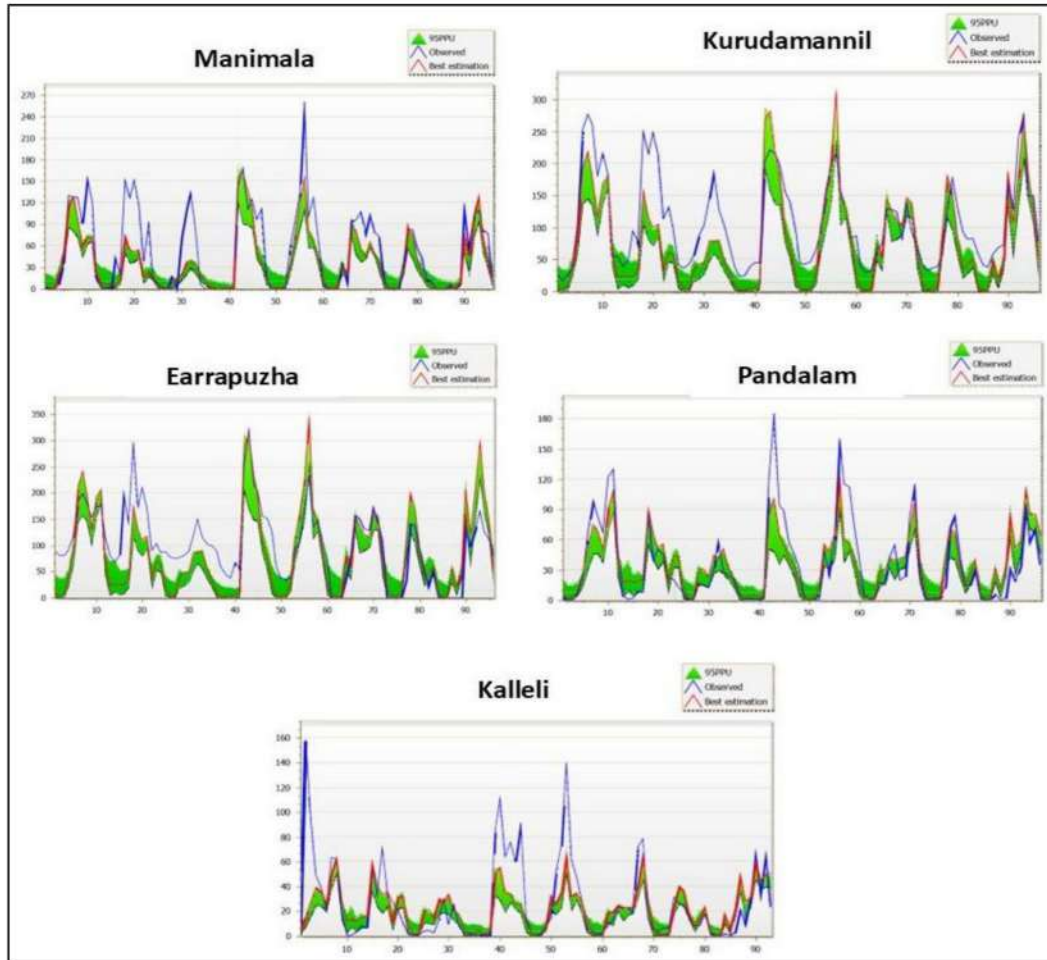 Manimala
95PPU
Observed
Best estimation
270
240
210
180
150
120
90
60
30
0
10 20 30 40 50 60 70 80 90
Kurudamannil
95PPU
Observed
Best estimation
300
250
200
150
100
50
0
10 20 30 40 50 60 70 80 90
Earrapuzha
95PPU
Observed
Best estimation
350
300
250
200
150
100
50
0
10 20 30 40 50 60 70 80 90
Pandalam
95PPU
Observed
Best estimation
180
150
120
90
60
30
0
10 20 30 40 50 60 70 80 90
Kalleli
95PPU
Observed
Best estimation
160
140
120
100
80
60
40
20
0
10 20 30 40 50 60 70 80 90